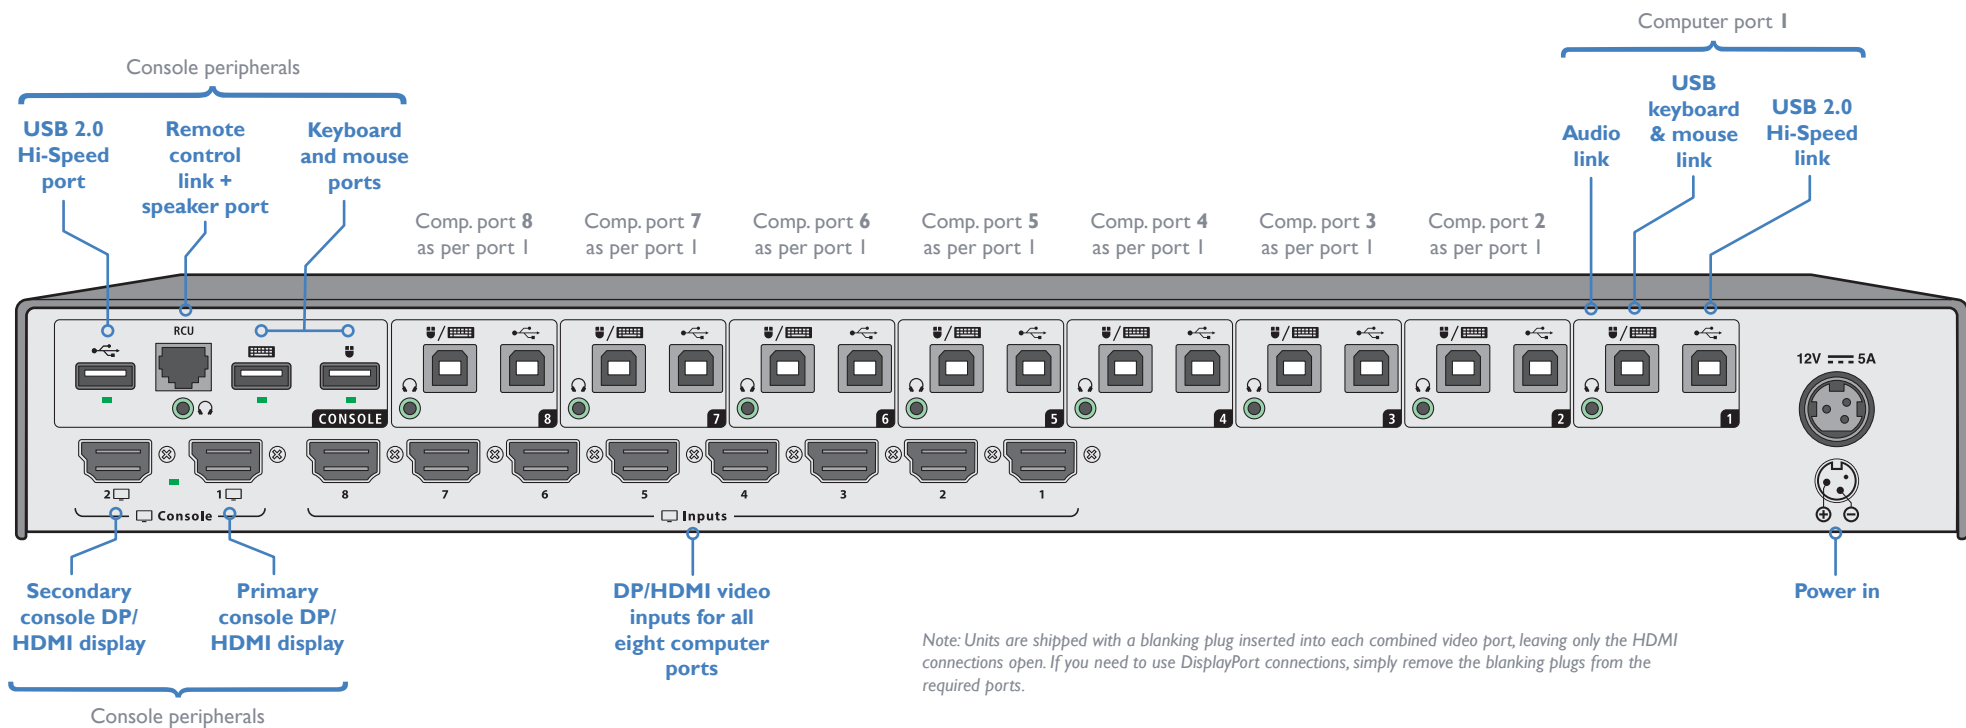 Computer port 1
Console peripherals
USB 2.0
Hi-Speed
port
Remote
control
link +
speaker port
Keyboard
and mouse
ports
Audio
link
USB
keyboard
& mouse
link
USB 2.0
Hi-Speed
link
Comp. port 8
as per port 1
Comp. port 7
as per port 1
Comp. port 6
as per port 1
Comp. port 5
as per port 1
Comp. port 4
as per port 1
Comp. port 3
as per port 1
Comp. port 2
as per port 1
RCU
12V 5A
CONSOLE
8
7
6
5
4
3
2
1
2
1
8
7
6
5
4
3
2
1
Console
Inputs
Secondary
console DP/
HDMI display
Primary
console DP/
HDMI display
DP/HDMI video
inputs for all
eight computer
ports
Power in
Note: Units are shipped with a blanking plug inserted into each combined video port, leaving only the HDMI
connections open. If you need to use DisplayPort connections, simply remove the blanking plugs from the
required ports.
Console peripherals